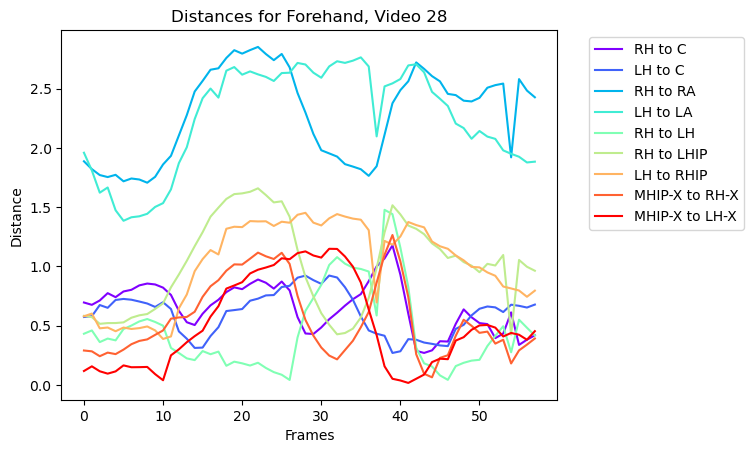 Distances for Forehand, Video 28
Distance
2.5
2.0
1.5
1.0
0.5
0.0
0
10
20
30
40
50
Frames
RH to C
LH to C
RH to RA
LH to LA
RH to LH
RH to LHIP
LH to RHIP
MHIP-X to RH-X
MHIP-X to LH-X